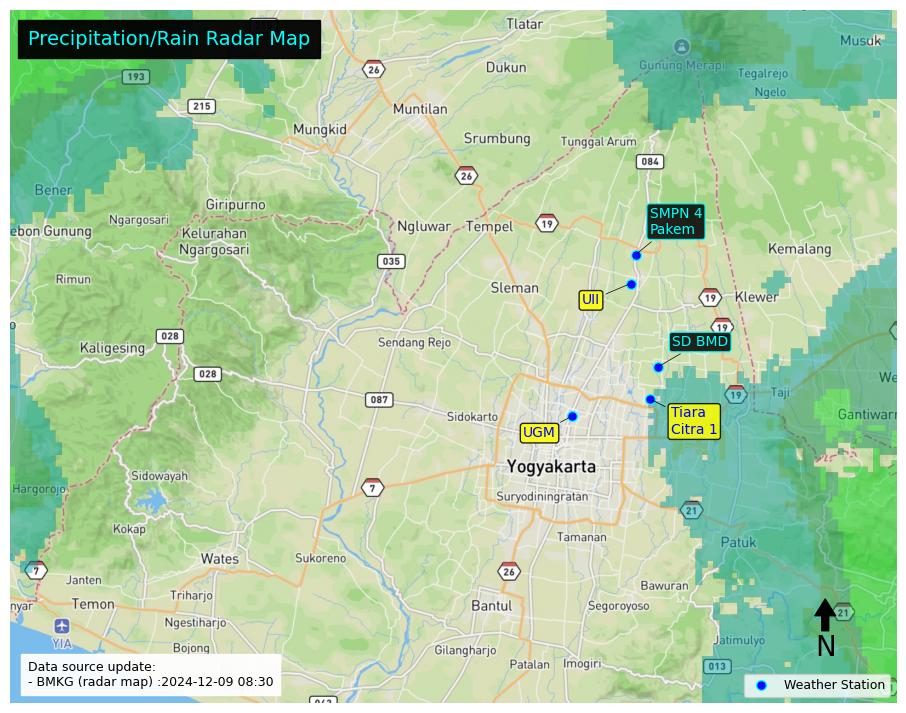 Precipitation/Rain Radar Map
Tlatar
Musuk
Gunung Merapi
Tegalrejo
Ngelo
193
26
Dukun
215
Muntilan
Mungkid
Srumbung
Tunggal Arum
084
26
Bener
Giripurno
Ngargosari
SMPN 4
Pakem
ebon Gunung
Kelurahan
Ngargosari
Ngluwar
Tempel
19
Kemalang
035
Rimun
Sleman
UII
19
Klewer
19
028
Sendang Rejo
SD BMD
Kaligesing
028
We
087
19
Taji
Sidokarto
Tiara
Citra 1
Gantiwarn
UGM
Yogyakarta
Sidowayah
7
Hargorojo
Suryodiningratan
21
Kokap
Tamanan
Patuk
Wates
Sukoreno
7
26
Janten
Bawuran
nyar
Temon
Triharjo
Bantul
Segoroyoso
21
YIA
Ngestiharjo
N
Bojong
Gilangharjo
Jatimulyo
Patalan
Imogiri
013
Data source update:
- BMKG (radar map) :2024-12-09 08:30
Weather Station